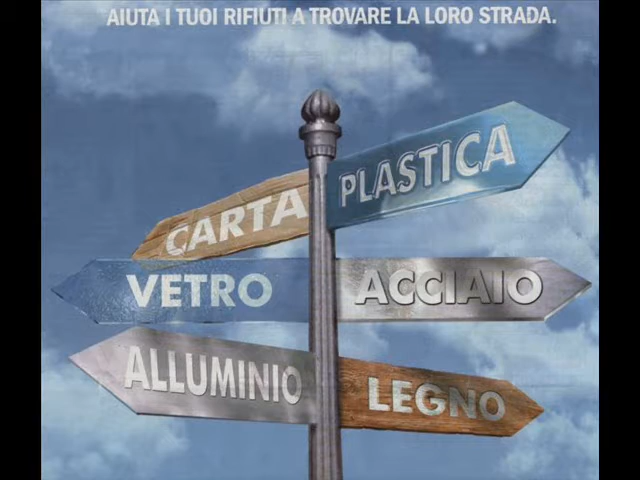 AIUTA I TUOI RIFIUTI A TROVARE LA LORO STRADA.
PLASTICA
CARTA
VETRO
ACCIAIO
ALLUMINIO
LEGNO